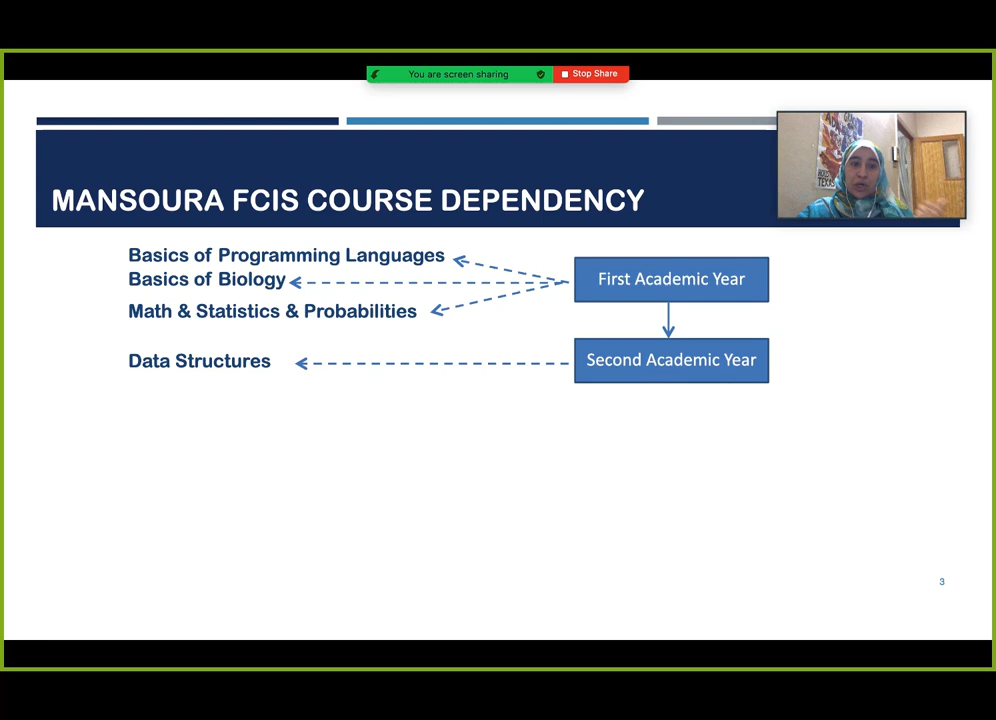 You are screen sharing
Stop Share
MANSOURA FCIS COURSE DEPENDENCY
Basics of Programming Languages
Basics of Biology
First Academic Year
Math & Statistics & Probabilities
Data Structures
Second Academic Year
3